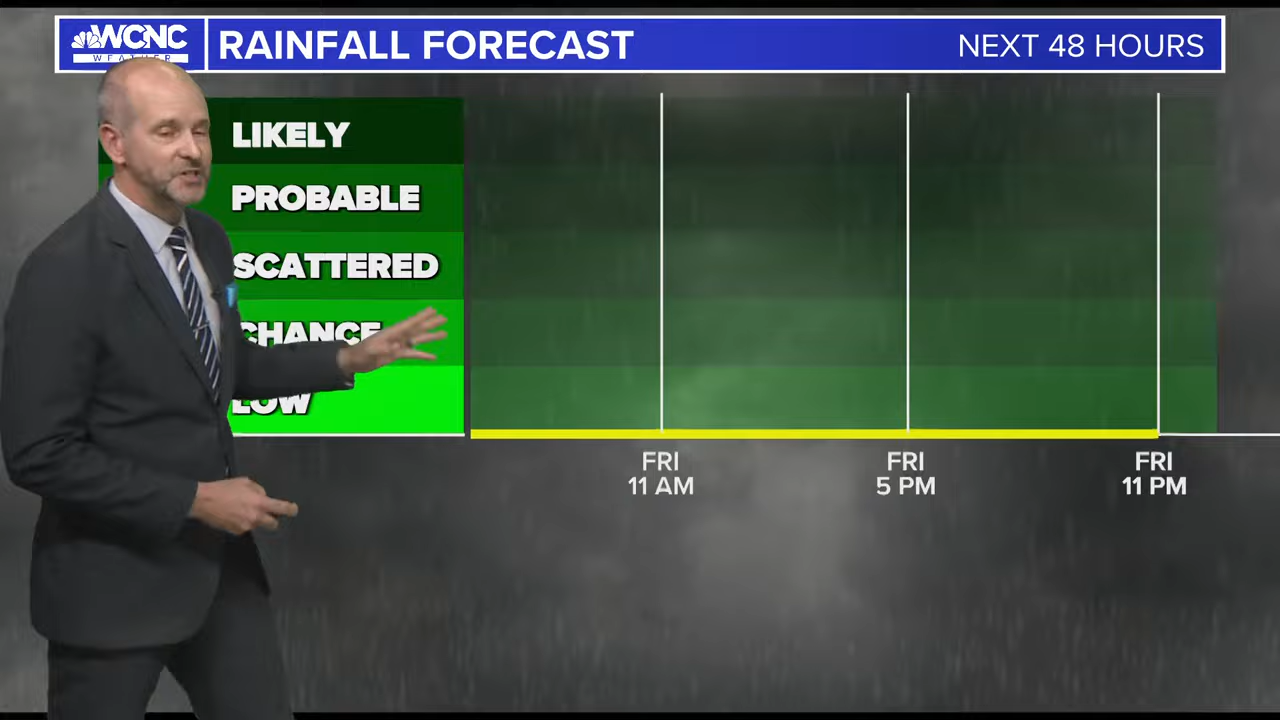 WCNC
WEATHER
RAINFALL FORECAST
NEXT 48 HOURS
LIKELY
PROBABLE
SCATTERED
CHANCE
LOW
FRI
11 AM
FRI
5 PM
FRI
11 PM